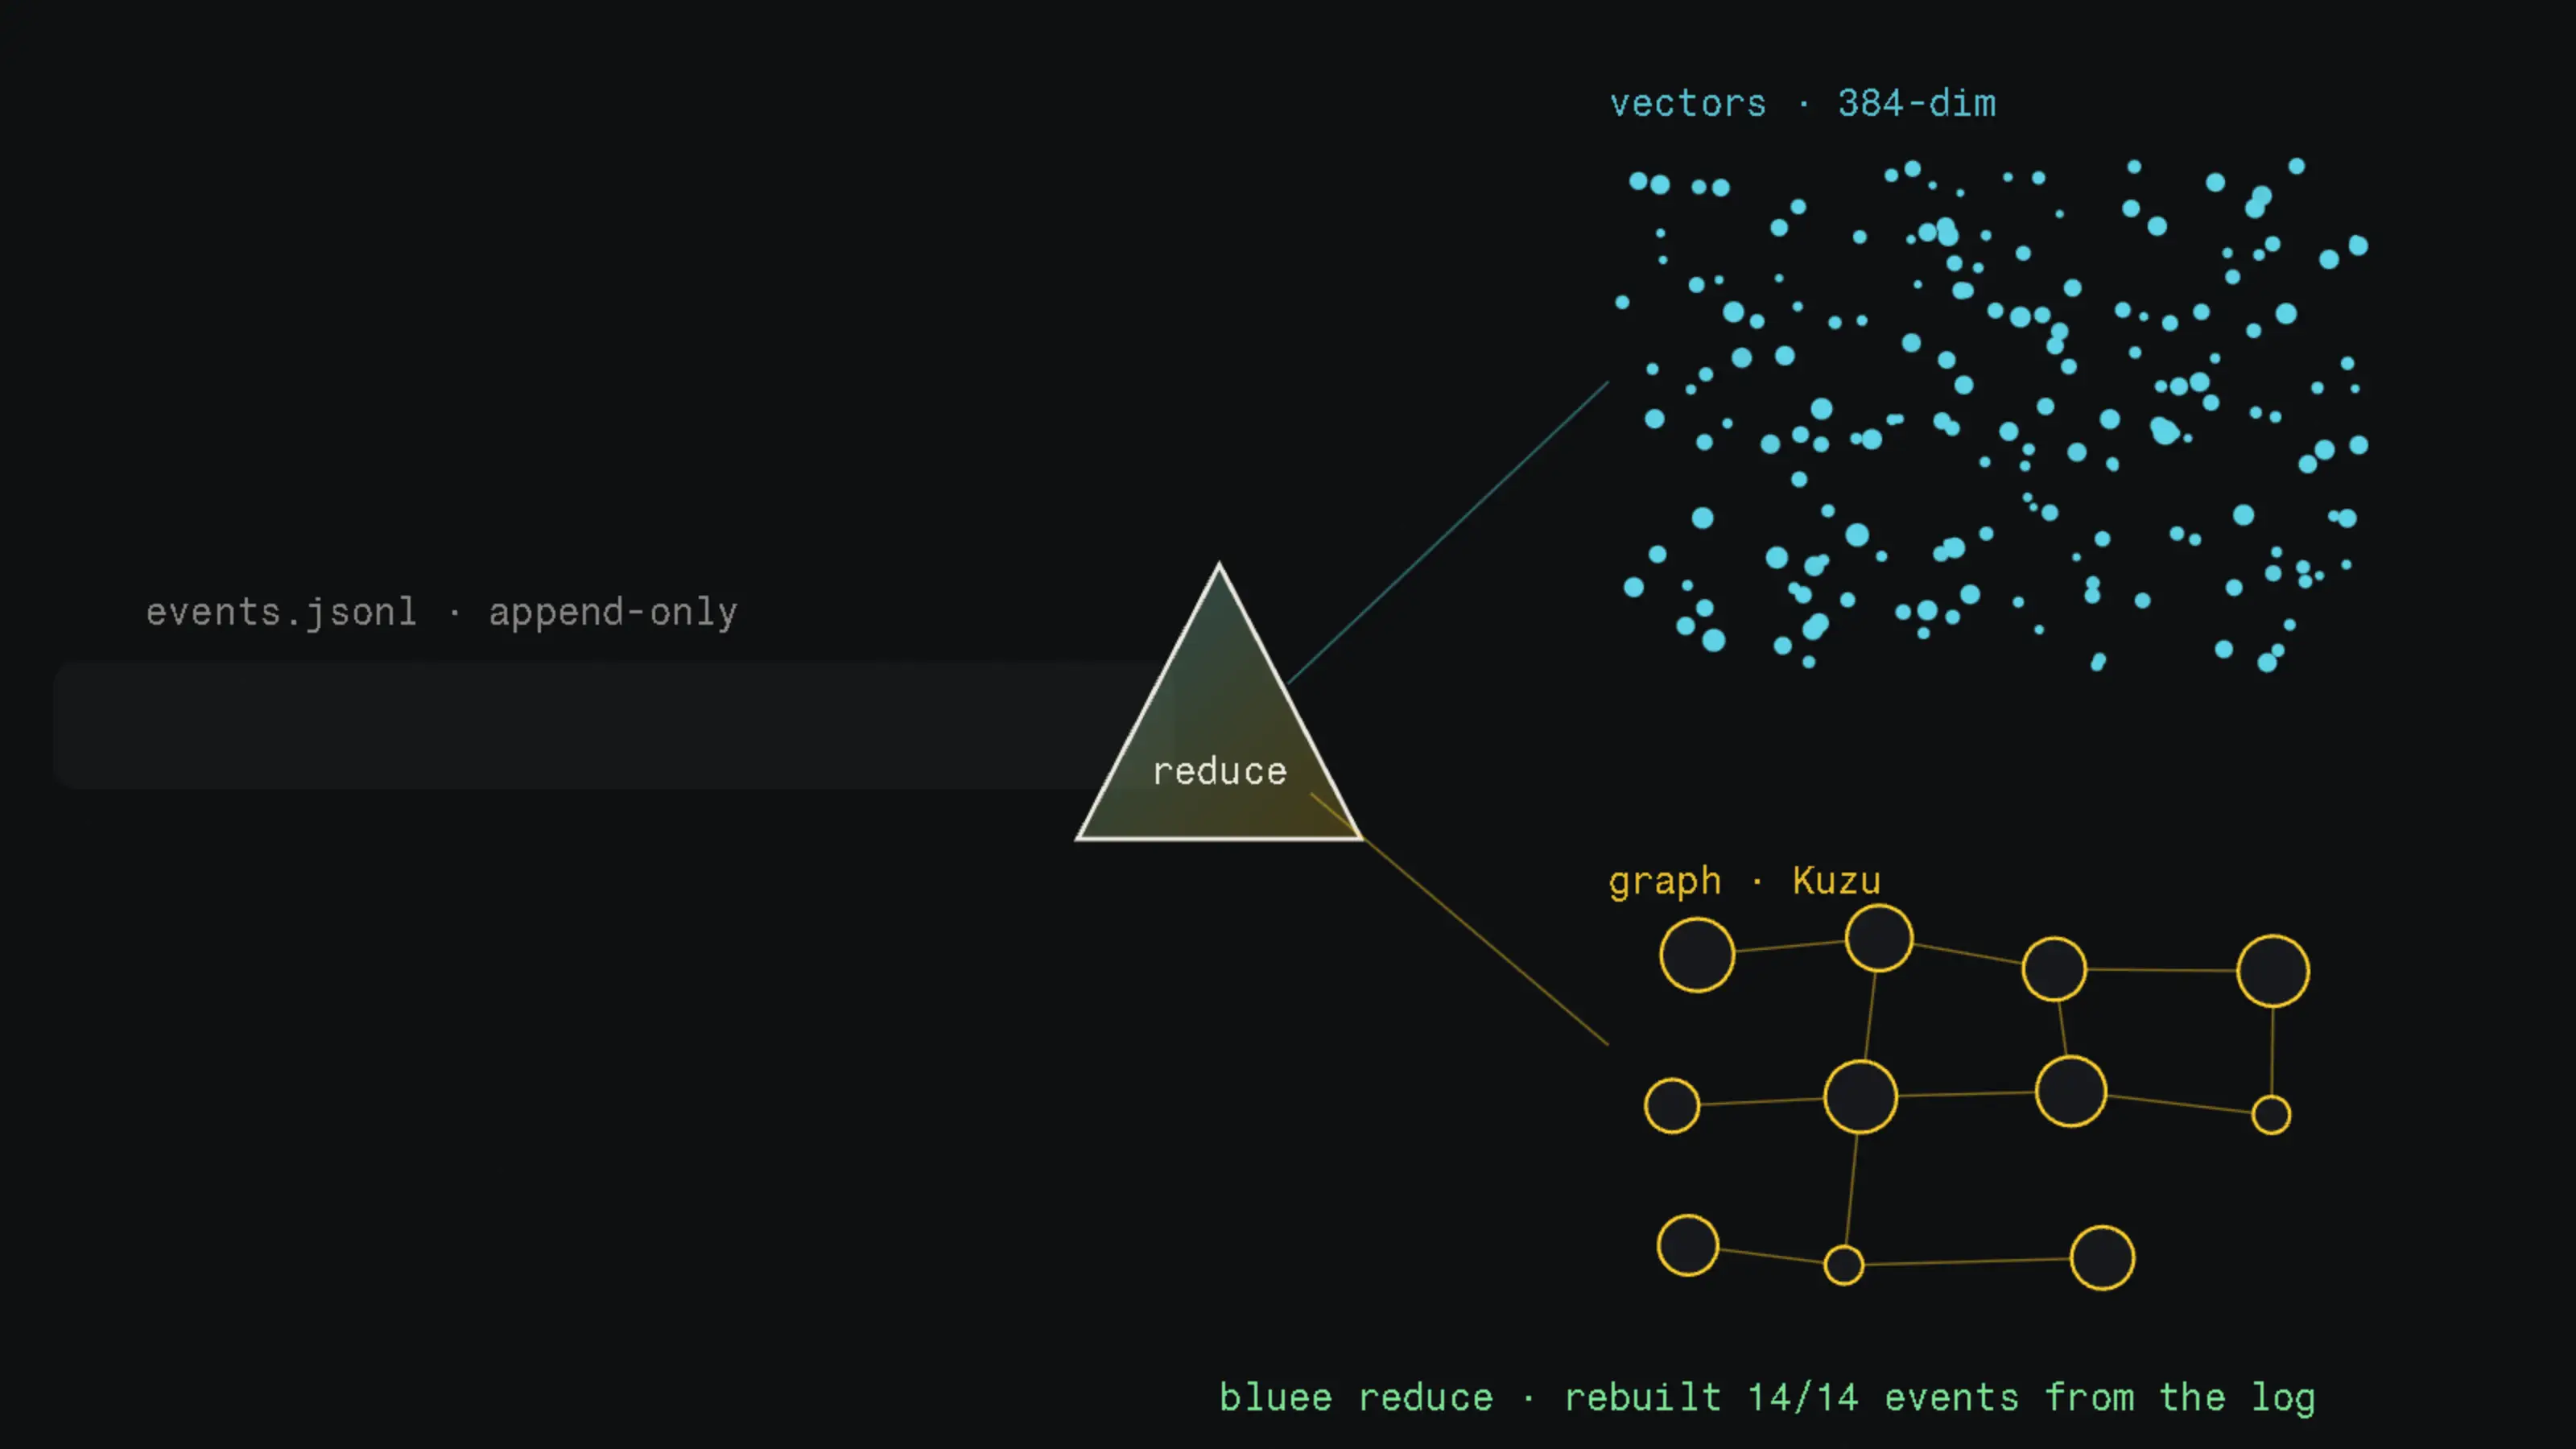 vectors · 384-dim
events.jsonl · append-only
reduce
graph · Kuzu
bluee reduce · rebuilt 14/14 events from the log